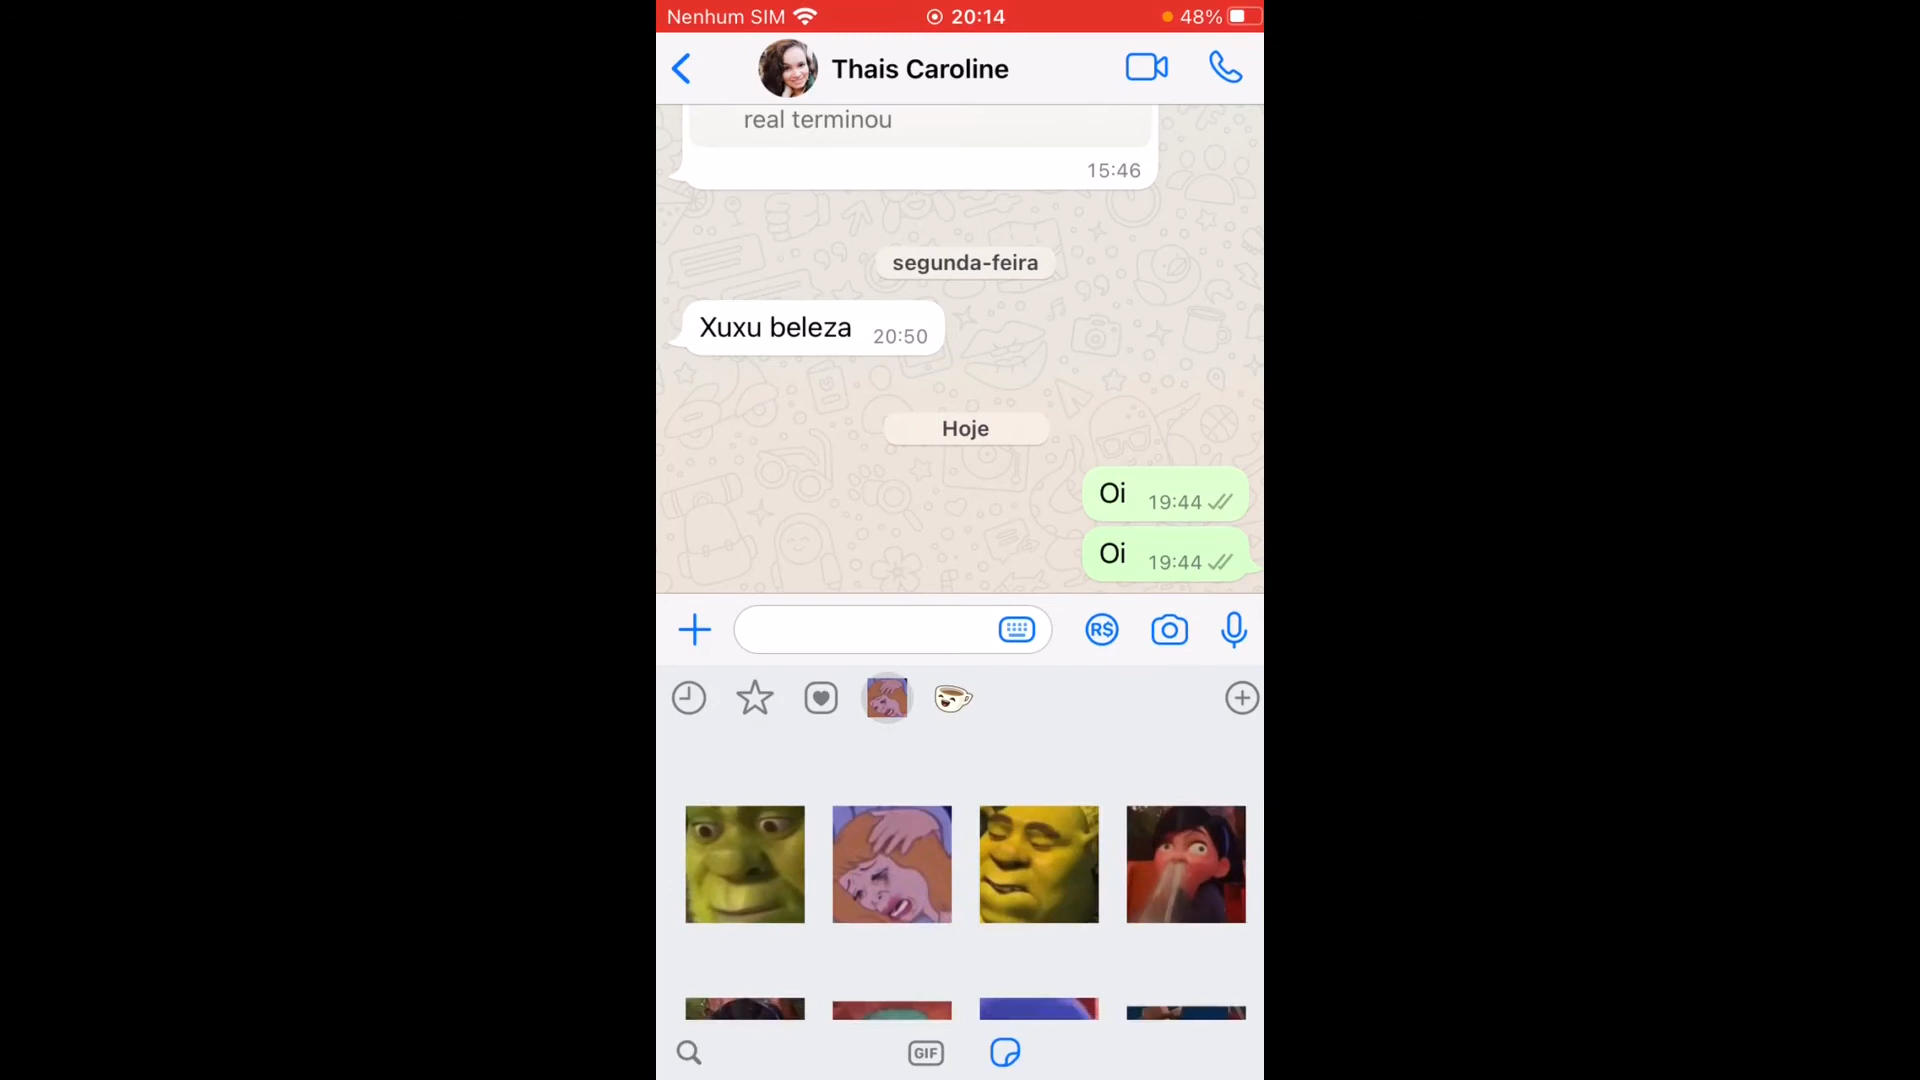 Nenhum SIM 20:14 48%
Thais Caroline
real terminou
15:46
segunda-feira
Xuxu beleza 20:50
Hoje
Oi 19:44
Oi 19:44
R$
GIF